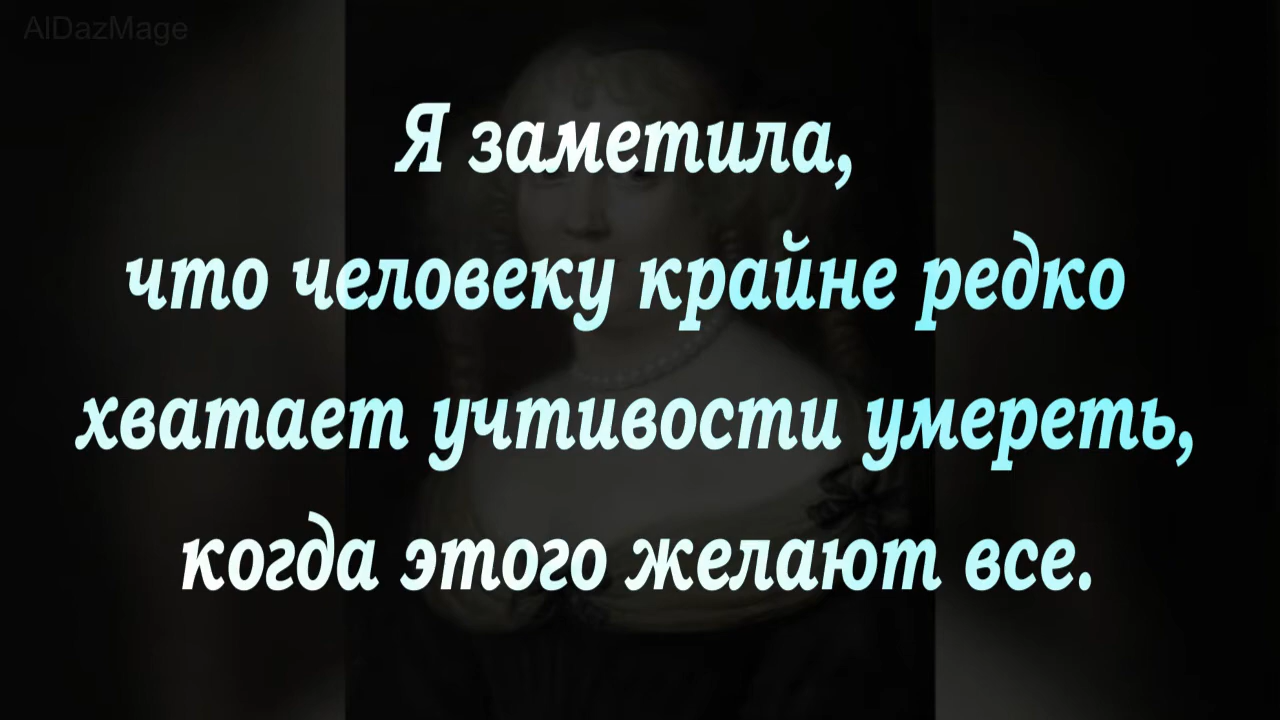 AlDazMage
Я заметила,
что человеку крайне редко
хватает учтивости умереть,
когда этого желают все.